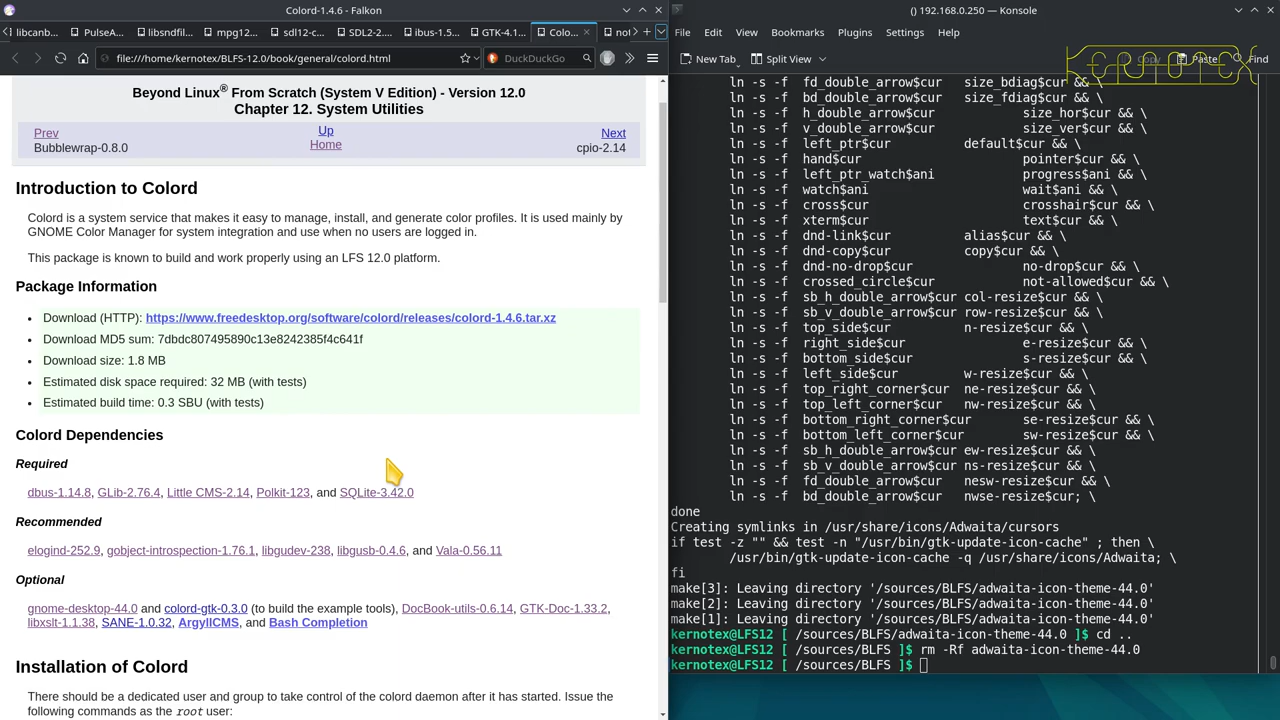 Colord-1.4.6 - Falkon
libcanb...
PulseA...
libsndfil...
mpg12...
sdl12-c...
SDL2-2....
ibus-1.5...
GTK-4.1...
Colo...
not
file:///home/kernotex/BLFS-12.0/book/general/colord.html
DuckDuckGo
Beyond Linux® From Scratch (System V Edition) - Version 12.0
Chapter 12. System Utilities
Prev
Up
Next
Bubblewrap-0.8.0
Home
cpio-2.14
Introduction to Colord
Colord is a system service that makes it easy to manage, install, and generate color profiles. It is used mainly by
GNOME Color Manager for system integration and use when no users are logged in.
This package is known to build and work properly using an LFS 12.0 platform.
Package Information
• Download (HTTP): https://www.freedesktop.org/software/colord/releases/colord-1.4.6.tar.xz
• Download MD5 sum: 7dbdc807495890c13e8242385f4c641f
• Download size: 1.8 MB
• Estimated disk space required: 32 MB (with tests)
• Estimated build time: 0.3 SBU (with tests)
Colord Dependencies
Required
dbus-1.14.8, GLib-2.76.4, Little CMS-2.14, Polkit-123, and SQLite-3.42.0
Recommended
elogind-252.9, gobject-introspection-1.76.1, libgudev-238, libgusb-0.4.6, and Vala-0.56.11
Optional
gnome-desktop-44.0 and colord-gtk-0.3.0 (to build the example tools), DocBook-utils-0.6.14, GTK-Doc-1.33.2,
libxslt-1.1.38, SANE-1.0.32, ArgyllCMS, and Bash Completion
Installation of Colord
There should be a dedicated user and group to take control of the colord daemon after it has started. Issue the
following commands as the root user:
() 192.168.0.250 — Konsole
File Edit View Bookmarks Plugins Settings Help
New Tab Split View Copy Paste Find
kernotex
ln -s -f fd_double_arrow$cur size_bdiag$cur && \
ln -s -f bd_double_arrow$cur size_fdiag$cur && \
ln -s -f h_double_arrow$cur size_hor$cur && \
ln -s -f v_double_arrow$cur size_ver$cur && \
ln -s -f left_ptr$cur default$cur && \
ln -s -f hand$cur pointer$cur && \
ln -s -f left_ptr_watch$ani progress$ani && \
ln -s -f watch$ani wait$ani && \
ln -s -f cross$cur crosshair$cur && \
ln -s -f xterm$cur text$cur && \
ln -s -f dnd-link$cur alias$cur && \
ln -s -f dnd-copy$cur copy$cur && \
ln -s -f dnd-no-drop$cur no-drop$cur && \
ln -s -f crossed_circle$cur not-allowed$cur && \
ln -s -f sb_h_double_arrow$cur col-resize$cur && \
ln -s -f sb_v_double_arrow$cur row-resize$cur && \
ln -s -f top_side$cur n-resize$cur && \
ln -s -f right_side$cur e-resize$cur && \
ln -s -f bottom_side$cur s-resize$cur && \
ln -s -f left_side$cur w-resize$cur && \
ln -s -f top_right_corner$cur ne-resize$cur && \
ln -s -f top_left_corner$cur nw-resize$cur && \
ln -s -f bottom_right_corner$cur se-resize$cur && \
ln -s -f bottom_left_corner$cur sw-resize$cur && \
ln -s -f sb_h_double_arrow$cur ew-resize$cur && \
ln -s -f sb_v_double_arrow$cur ns-resize$cur && \
ln -s -f fd_double_arrow$cur nesw-resize$cur && \
ln -s -f bd_double_arrow$cur nwse-resize$cur; \
done
Creating symlinks in /usr/share/icons/Adwaita/cursors
if test -z "" && test -n "/usr/bin/gtk-update-icon-cache" ; then \
/usr/bin/gtk-update-icon-cache -q /usr/share/icons/Adwaita; \
fi
make[3]: Leaving directory '/sources/BLFS/adwaita-icon-theme-44.0'
make[2]: Leaving directory '/sources/BLFS/adwaita-icon-theme-44.0'
make[1]: Leaving directory '/sources/BLFS/adwaita-icon-theme-44.0'
kernotex@LFS12 [ /sources/BLFS/adwaita-icon-theme-44.0 ]$ cd ..
kernotex@LFS12 [ /sources/BLFS ]$ rm -Rf adwaita-icon-theme-44.0
kernotex@LFS12 [ /sources/BLFS ]$